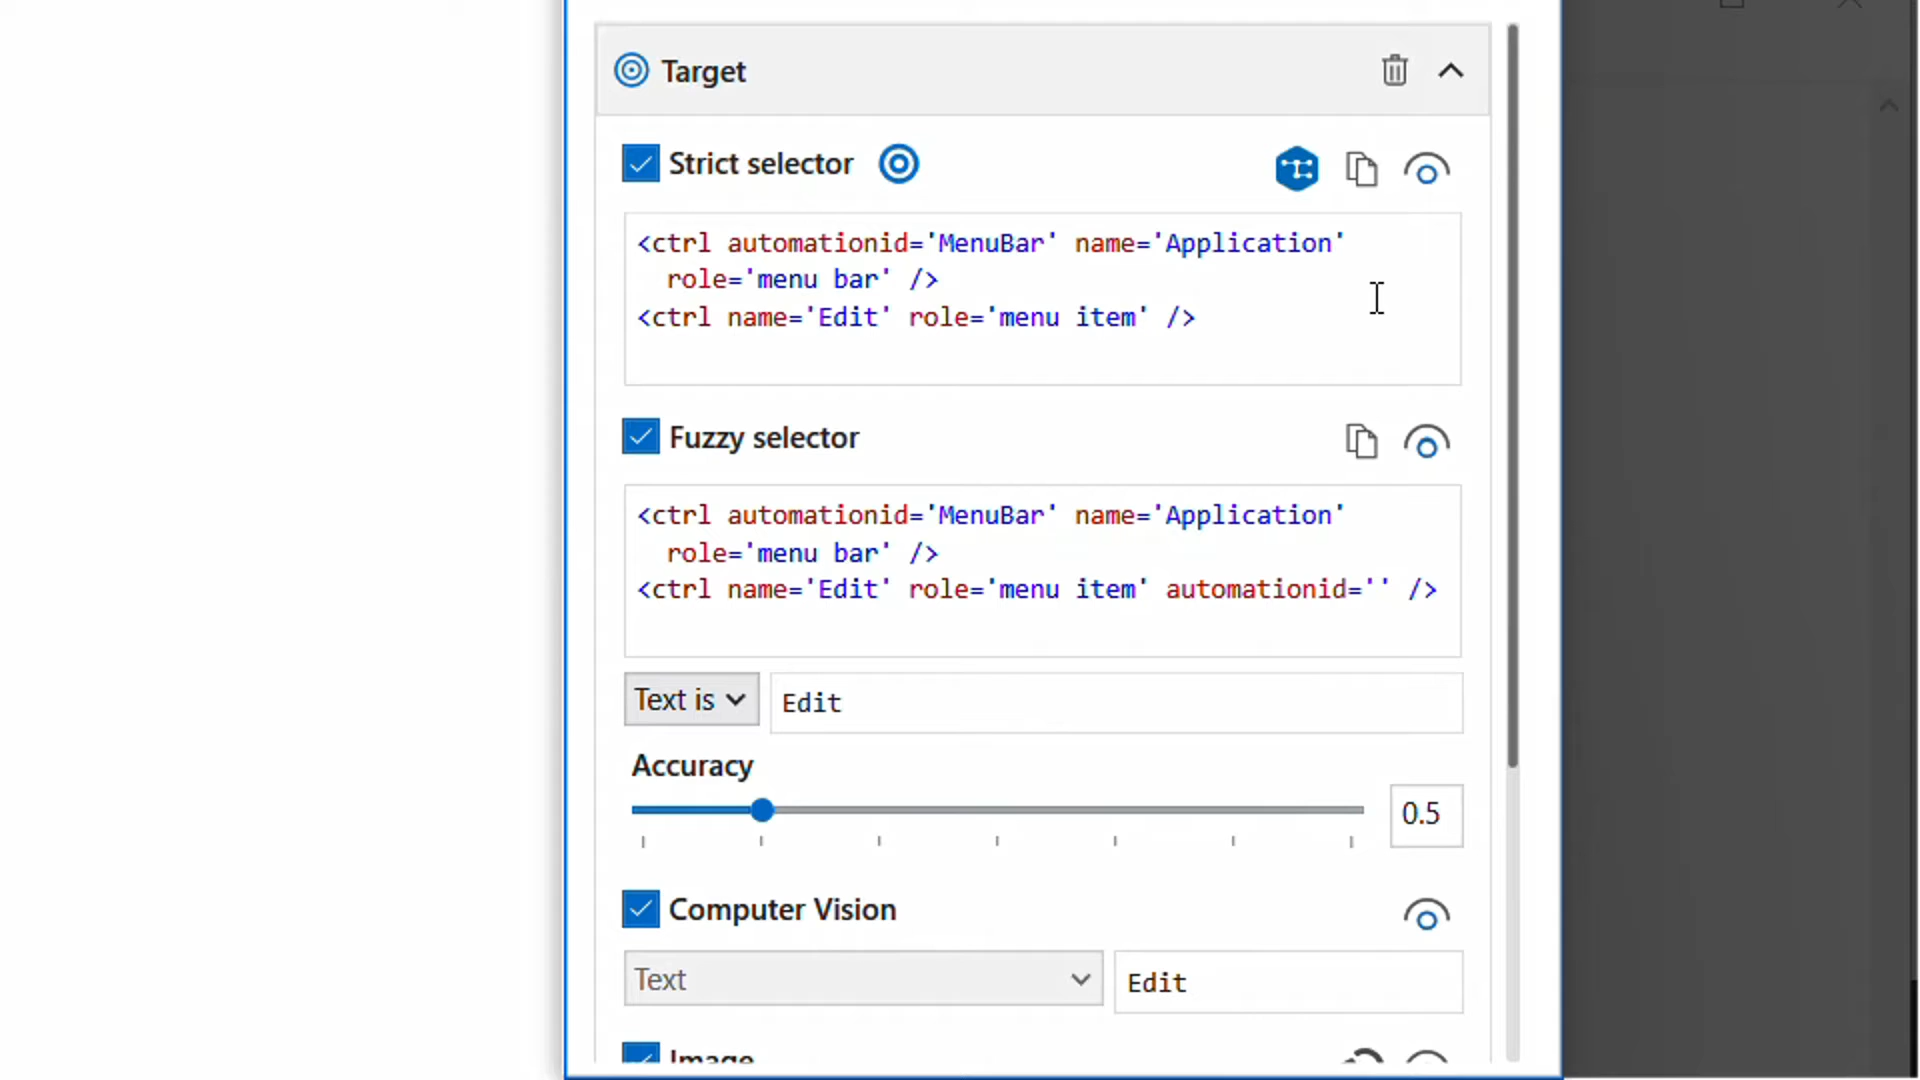 Target
Strict selector
<ctrl automationid='MenuBar' name='Application'
role='menu bar' />
<ctrl name='Edit' role='menu item' />
Fuzzy selector
<ctrl automationid='MenuBar' name='Application'
role='menu bar' />
<ctrl name='Edit' role='menu item' automationid='' />
Text is Edit
Accuracy
0.5
Computer Vision
Text Edit
Image